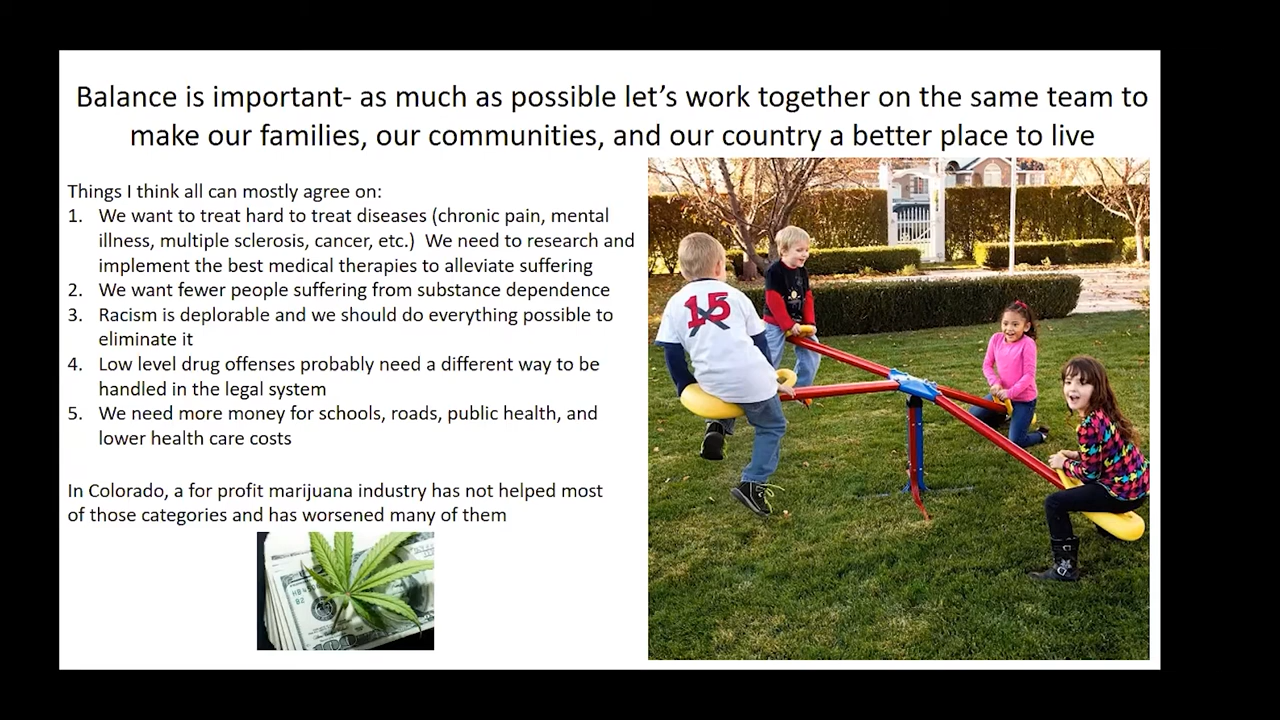 Balance is important- as much as possible let's work together on the same team to
make our families, our communities, and our country a better place to live
Things I think all can mostly agree on:
1. We want to treat hard to treat diseases (chronic pain, mental
illness, multiple sclerosis, cancer, etc.) We need to research and
implement the best medical therapies to alleviate suffering
2. We want fewer people suffering from substance dependence
3. Racism is deplorable and we should do everything possible to
eliminate it
4. Low level drug offenses probably need a different way to be
handled in the legal system
5. We need more money for schools, roads, public health, and
lower health care costs
In Colorado, a for profit marijuana industry has not helped most
of those categories and has worsened many of them
15